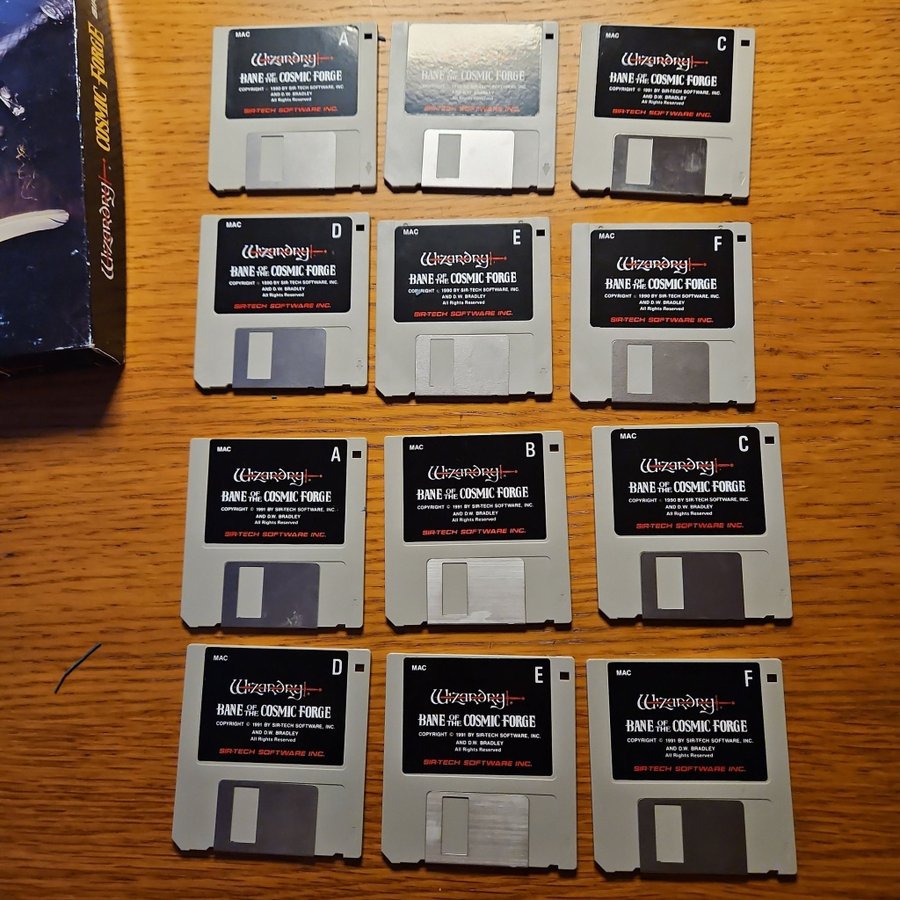 Wizardry
COSMIC FORGE
MAC
A
Wizardry
BANE OF THE COSMIC FORGE
COPYRIGHT © 1990 BY SIR-TECH SOFTWARE, INC.
AND D.W. BRADLEY
All Rights Reserved
SIR-TECH SOFTWARE INC.
BANE OF THE COSMIC FORGE
SIR-TECH SOFTWARE INC.
MAC
C
Wizardry
BANE OF THE COSMIC FORGE
COPYRIGHT © 1991 BY SIR-TECH SOFTWARE, INC.
AND D.W. BRADLEY
All Rights Reserved
SIR-TECH SOFTWARE INC.
MAC
D
Wizardry
BANE OF THE COSMIC FORGE
COPYRIGHT © 1990 BY SIR-TECH SOFTWARE, INC.
AND D.W. BRADLEY
All Rights Reserved
SIR-TECH SOFTWARE INC.
MAC
E
Wizardry
BANE OF THE COSMIC FORGE
COPYRIGHT © 1990 BY SIR-TECH SOFTWARE, INC.
AND D.W. BRADLEY
All Rights Reserved
SIR-TECH SOFTWARE INC.
MAC
F
Wizardry
BANE OF THE COSMIC FORGE
COPYRIGHT © 1990 BY SIR-TECH SOFTWARE, INC.
AND D.W. BRADLEY
All Rights Reserved
SIR-TECH SOFTWARE INC.
MAC
A
Wizardry
BANE OF THE COSMIC FORGE
COPYRIGHT © 1991 BY SIR-TECH SOFTWARE, INC.
AND D.W. BRADLEY
All Rights Reserved
SIR-TECH SOFTWARE INC.
MAC
B
Wizardry
BANE OF THE COSMIC FORGE
COPYRIGHT © 1991 BY SIR-TECH SOFTWARE, INC.
AND D.W. BRADLEY
All Rights Reserved
SIR-TECH SOFTWARE INC.
MAC
C
Wizardry
BANE OF THE COSMIC FORGE
COPYRIGHT © 1990 BY SIR-TECH SOFTWARE, INC.
AND D.W. BRADLEY
All Rights Reserved
SIR-TECH SOFTWARE INC.
MAC
D
Wizardry
BANE OF THE COSMIC FORGE
COPYRIGHT © 1991 BY SIR-TECH SOFTWARE, INC.
AND D.W. BRADLEY
All Rights Reserved
SIR-TECH SOFTWARE INC.
MAC
E
Wizardry
BANE OF THE COSMIC FORGE
COPYRIGHT © 1991 BY SIR-TECH SOFTWARE, INC.
AND D.W. BRADLEY
All Rights Reserved
SIR-TECH SOFTWARE INC.
MAC
F
Wizardry
BANE OF THE COSMIC FORGE
COPYRIGHT © 1991 BY SIR-TECH SOFTWARE, INC.
AND D.W. BRADLEY
All Rights Reserved
SIR-TECH SOFTWARE INC.